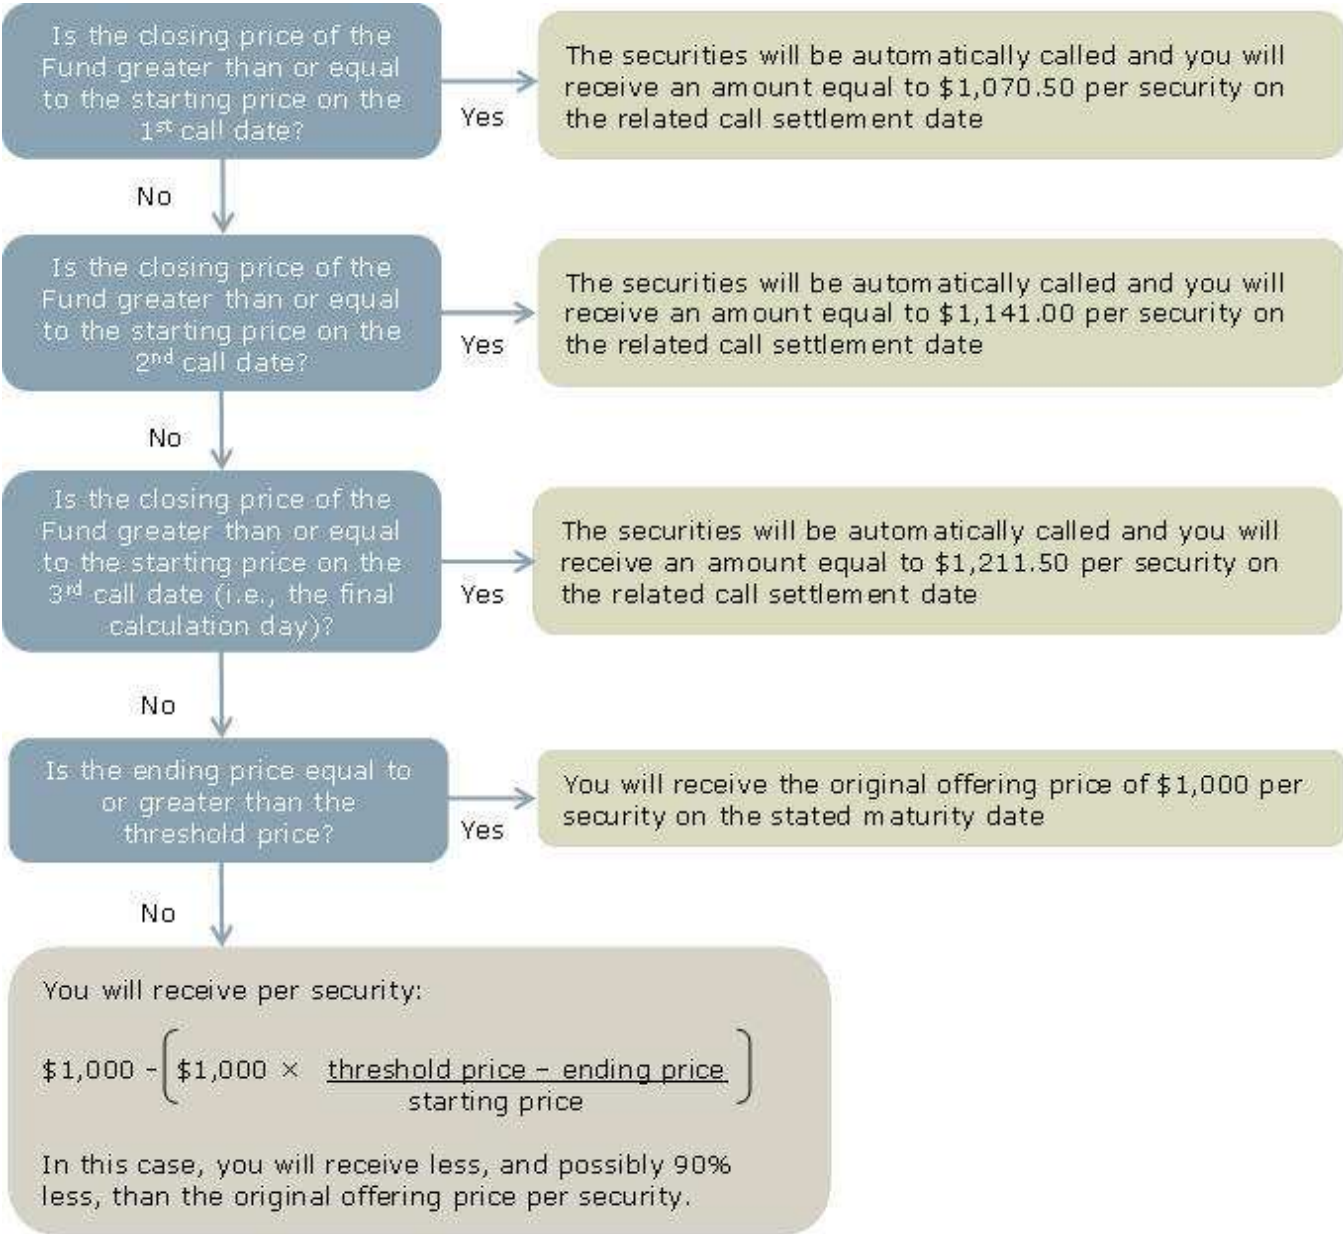 Is the closing price of the
Fund greater than or equal
to the starting price on the
1st call date?
Yes
The securities will be automatically called and you will
receive an amount equal to $1,070.50 per security on
the related call settlement date
No
Is the closing price of the
Fund greater than or equal
to the starting price on the
2nd call date?
Yes
The securities will be automatically called and you will
receive an amount equal to $1,141.00 per security on
the related call settlement date
No
Is the closing price of the
Fund greater than or equal
to the starting price on the
3rd call date (i.e., the final
calculation day)?
Yes
The securities will be automatically called and you will
receive an amount equal to $1,211.50 per security on
the related call settlement date
No
Is the ending price equal to
or greater than the
threshold price?
Yes
You will receive the original offering price of $1,000 per
security on the stated maturity date
No
You will receive per security:
$1,000 - ( $1,000 × threshold price – ending price )
starting price
In this case, you will receive less, and possibly 90%
less, than the original offering price per security.